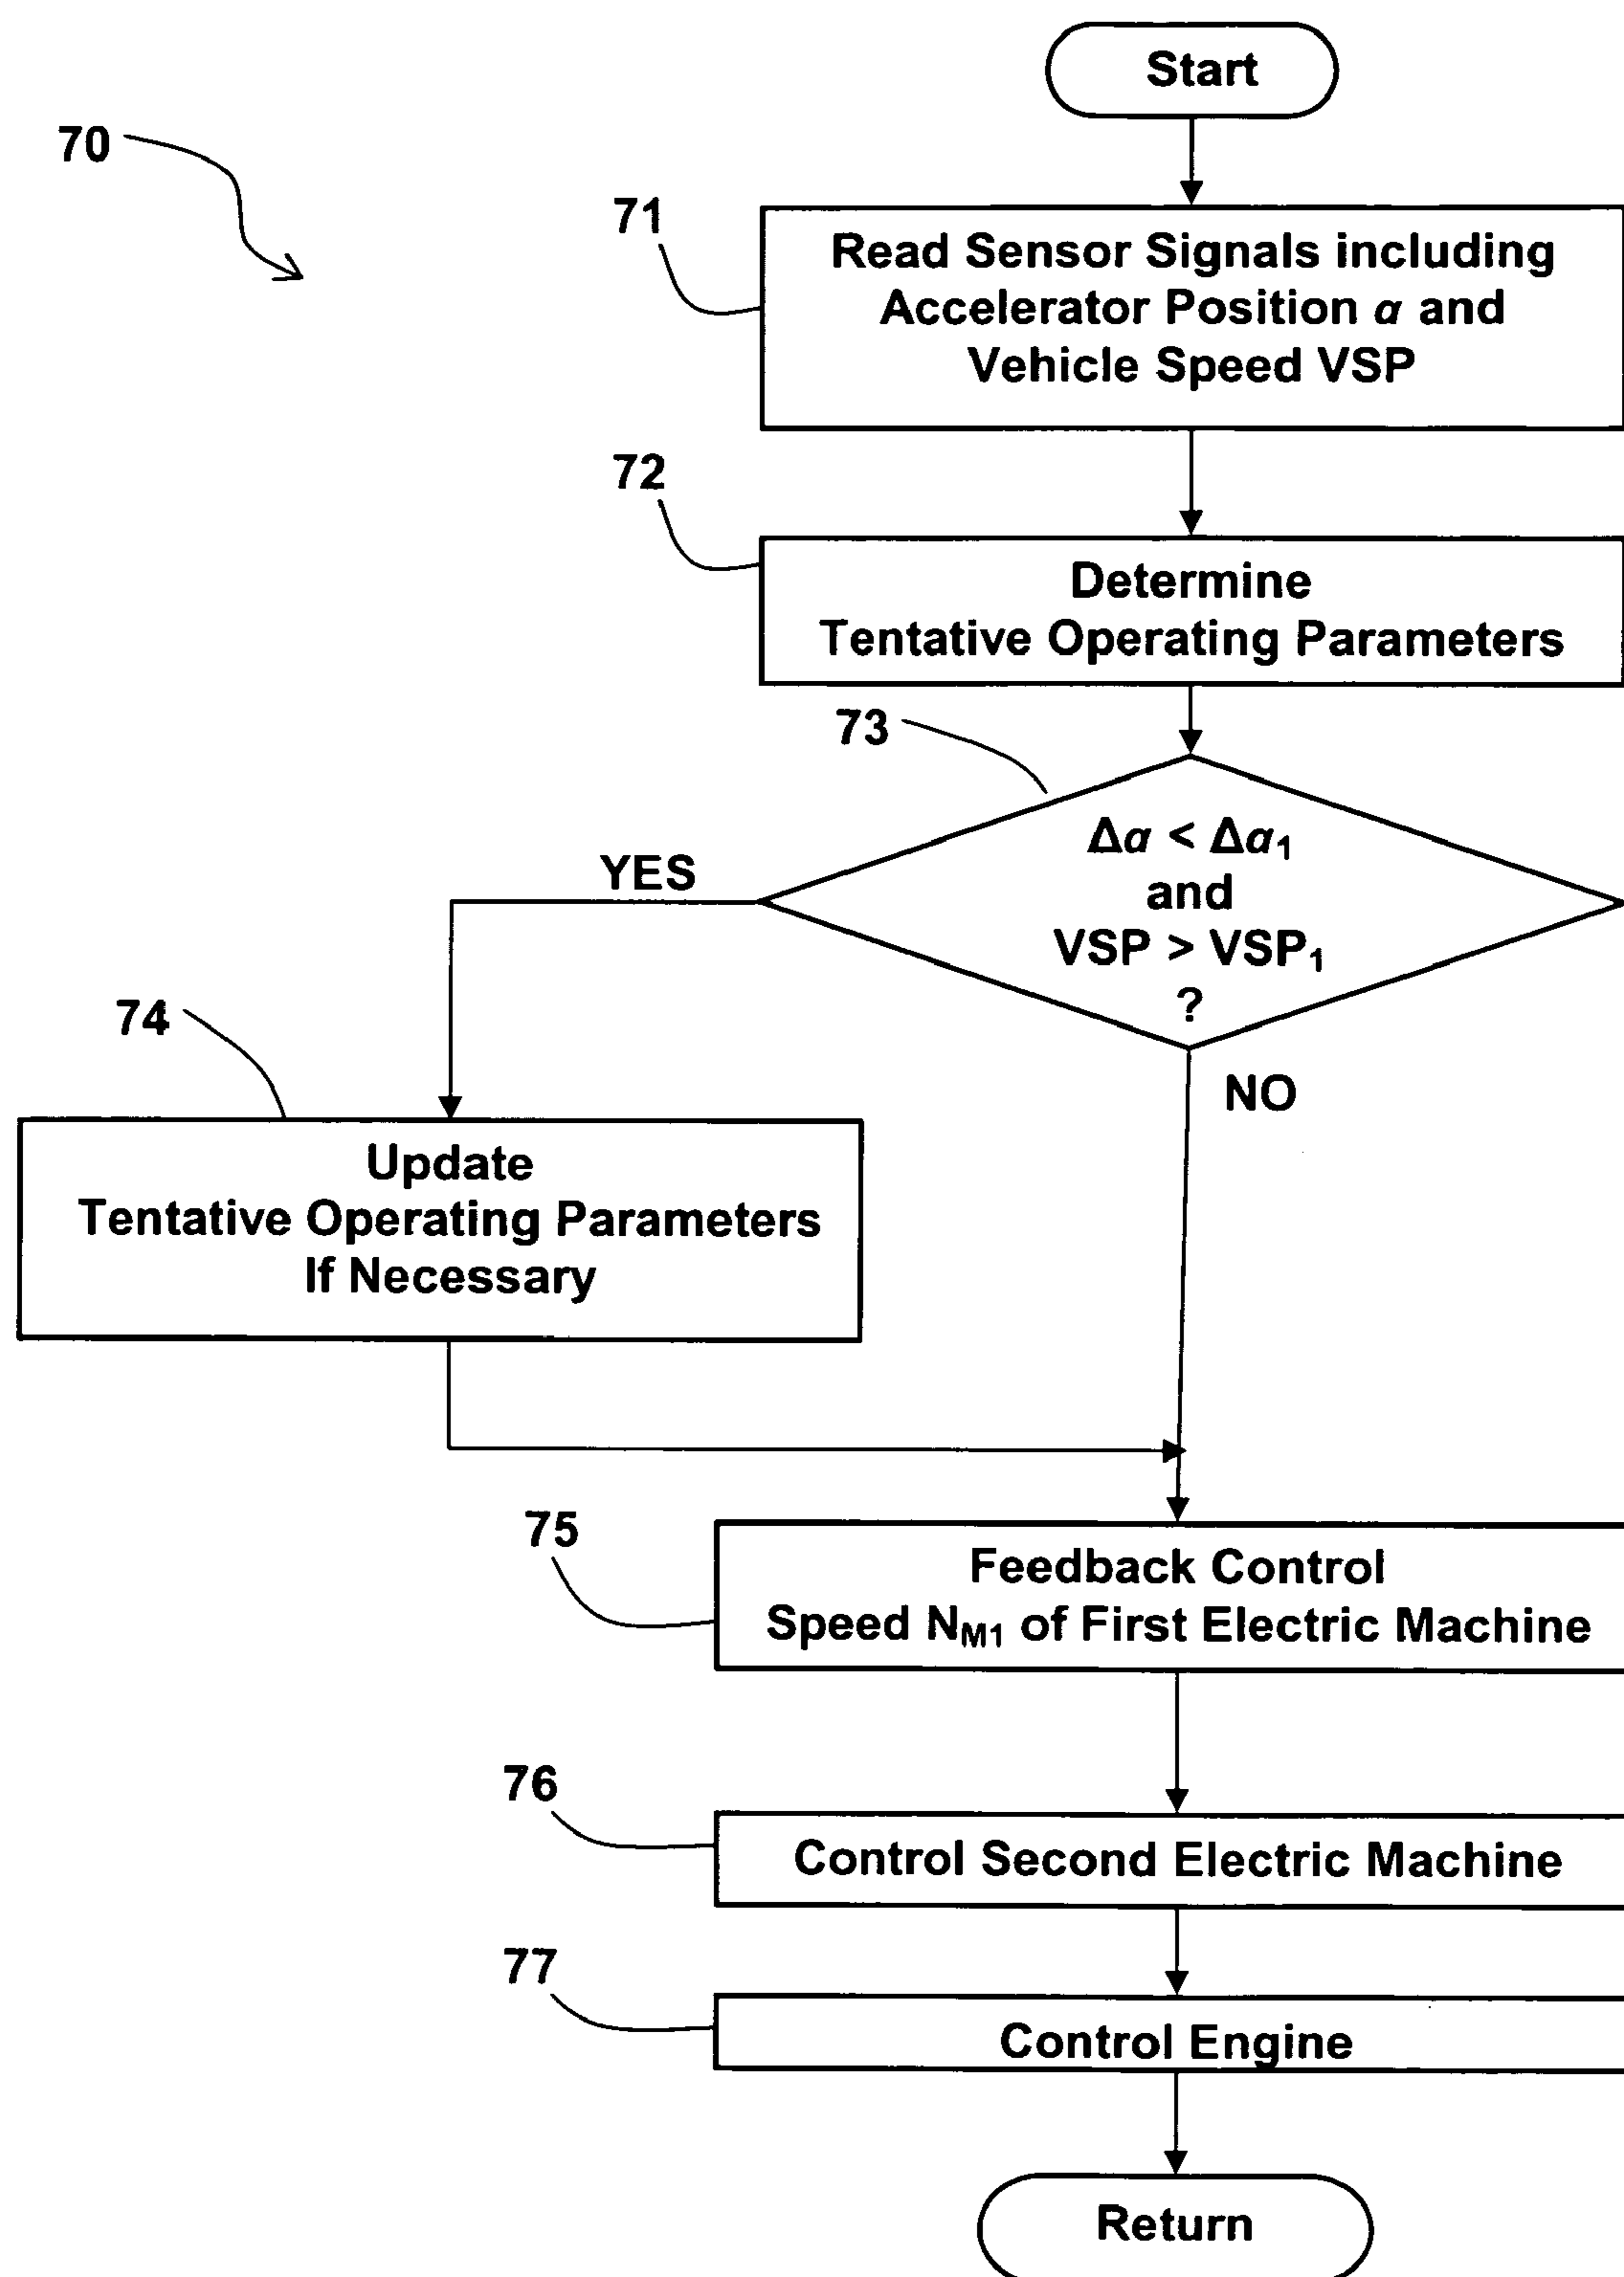 Start
70
71
Read Sensor Signals including
Accelerator Position α and
Vehicle Speed VSP
72
Determine
Tentative Operating Parameters
73
Δα < Δα₁
and
VSP > VSP₁
?
YES
NO
74
Update
Tentative Operating Parameters
If Necessary
75
Feedback Control
Speed N_M1 of First Electric Machine
76
Control Second Electric Machine
77
Control Engine
Return